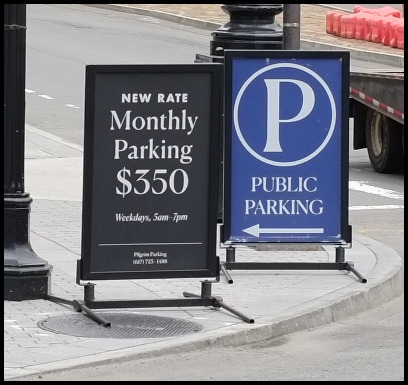 NEW RATE
Monthly
Parking
$350
Weekdays, 5am–7pm
Pilgrim Parking
P
PUBLIC
PARKING